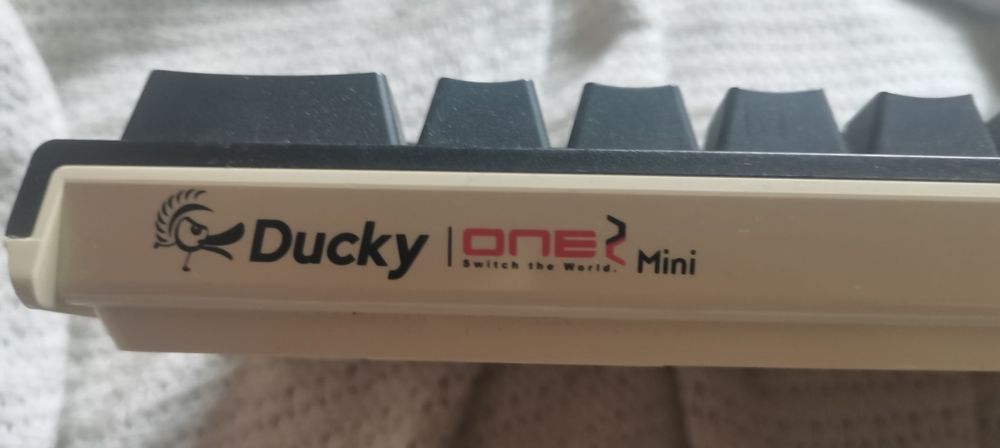 Ducky | ONE2 Mini
Switch the World.